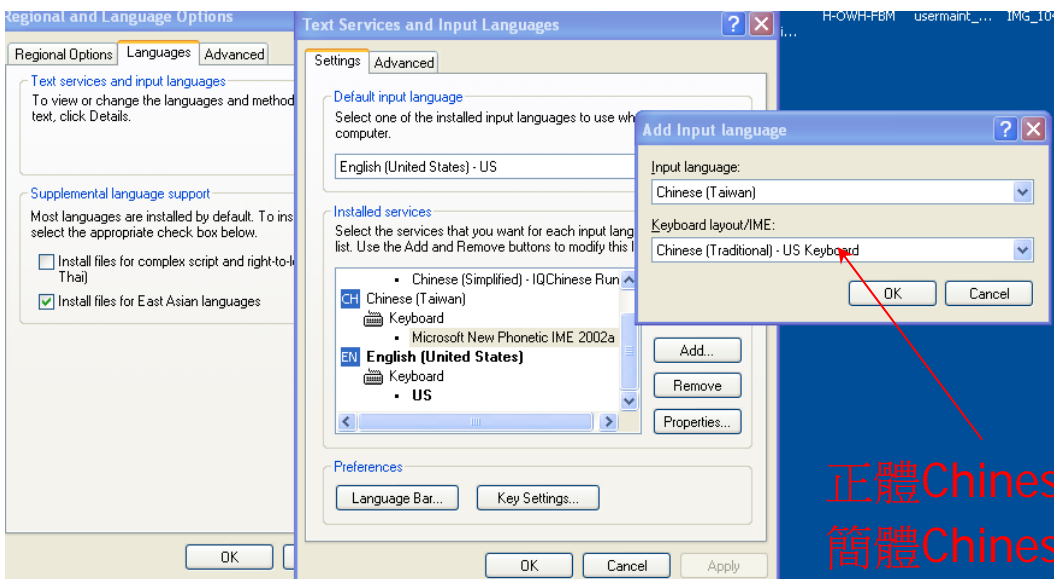 Regional and Language Options
Regional Options Languages Advanced
Text services and input languages
To view or change the languages and method
text, click Details.
Supplemental language support
Most languages are installed by default. To ins
select the appropriate check box below.
Install files for complex script and right-to-l
Thai)
Install files for East Asian languages
OK
Text Services and Input Languages
Settings Advanced
Default input language
Select one of the installed input languages to use wh
computer.
English (United States) - US
Installed services
Select the services that you want for each input lang
list. Use the Add and Remove buttons to modify this l
Chinese (Simplified) - IQChinese Run
CH Chinese (Taiwan)
Keyboard
Microsoft New Phonetic IME 2002a
EN English (United States)
Keyboard
US
Add...
Remove
Properties...
Preferences
Language Bar... Key Settings...
OK Cancel Apply
H-OWH-FBM usermaint_... IMG_104
i...
Add Input language
Input language:
Chinese (Taiwan)
Keyboard layout/IME:
Chinese (Traditional) - US Keyboard
OK Cancel
正體Chines
簡體Chines